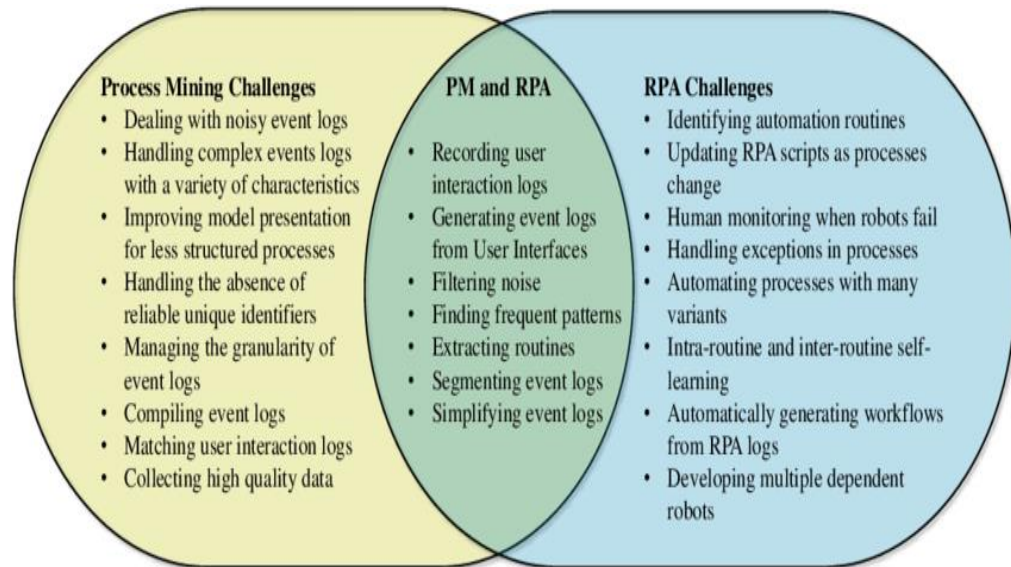 Process Mining Challenges
• Dealing with noisy event logs
• Handling complex events logs
with a variety of characteristics
• Improving model presentation
for less structured processes
• Handling the absence of
reliable unique identifiers
• Managing the granularity of
event logs
• Compiling event logs
• Matching user interaction logs
• Collecting high quality data
PM and RPA
• Recording user
interaction logs
• Generating event logs
from User Interfaces
• Filtering noise
• Finding frequent patterns
• Extracting routines
• Segmenting event logs
• Simplifying event logs
RPA Challenges
• Identifying automation routines
• Updating RPA scripts as processes
change
• Human monitoring when robots fail
• Handling exceptions in processes
• Automating processes with many
variants
• Intra-routine and inter-routine self-
learning
• Automatically generating workflows
from RPA logs
• Developing multiple dependent
robots